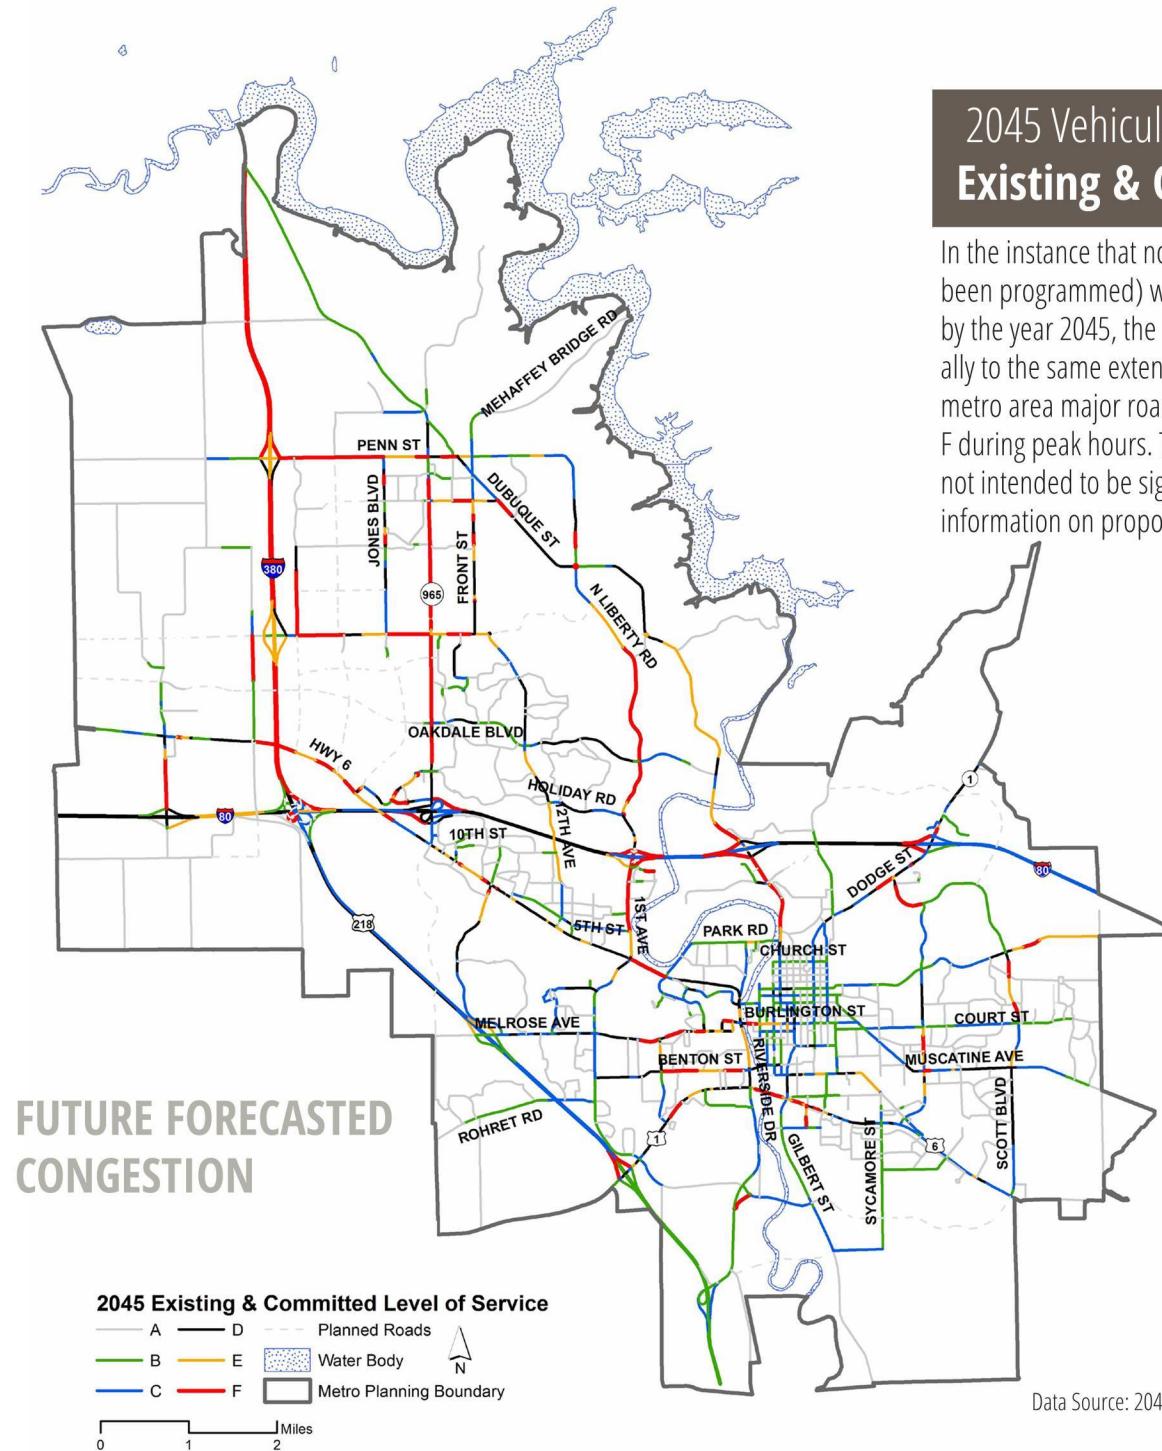 2045 Vehicul
Existing &
In the instance that no
been programmed) w
by the year 2045, the
ally to the same exten
metro area major roa
F during peak hours.
not intended to be sig
information on propo
MEHAFFEY BRIDGE RD
PENN ST
JONES BLVD
DUBUQUE ST
FRONT ST
380
965
N LIBERTY RD
OAKDALE BLVD
HWY 6
HOLIDAY RD
12TH AVE
80
10TH ST
1
DODGE ST
80
218
5TH ST
1ST AVE
PARK RD
CHURCH ST
BURLINGTON ST
MELROSE AVE
COURT ST
BENTON ST
RIVERSIDE DR
MUSCATINE AVE
SCOTT BLVD
ROHRET RD
1
GILBERT ST
SYCAMORE ST
6
FUTURE FORECASTED
CONGESTION
2045 Existing & Committed Level of Service
A D Planned Roads
B E Water Body N
C F Metro Planning Boundary
Miles
0 1 2
Data Source: 204